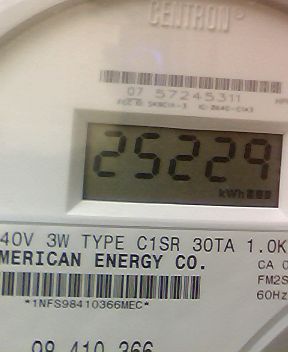 CENTRON®
07 57245311
25229
kWh
40V 3W TYPE C1SR 30TA 1.0K
MERICAN ENERGY CO.
CA 0
FM2S
*1NFS98410366MEC*
60Hz
98 410 366